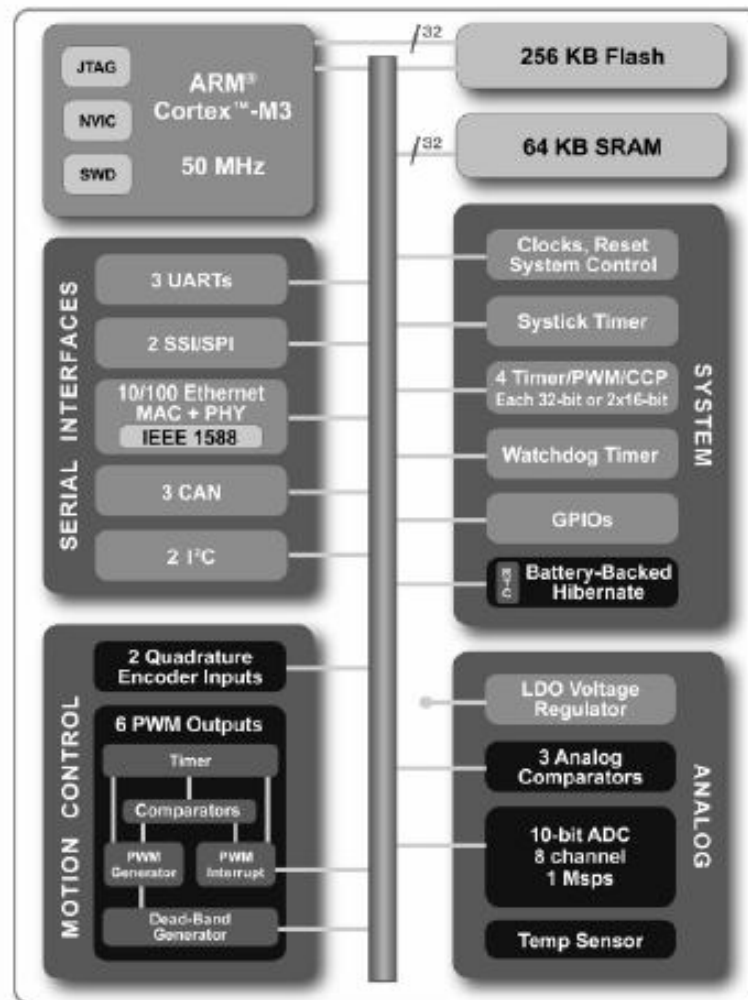 JTAG
NVIC
SWD
ARM®
Cortex™-M3
50 MHz
32
256 KB Flash
32
64 KB SRAM
SERIAL INTERFACES
3 UARTs
2 SSI/SPI
10/100 Ethernet
MAC + PHY
IEEE 1588
3 CAN
2 I²C
SYSTEM
Clocks, Reset
System Control
Systick Timer
4 Timer/PWM/CCP
Each 32-bit or 2x16-bit
Watchdog Timer
GPIOs
RTC
Battery-Backed
Hibernate
MOTION CONTROL
2 Quadrature
Encoder Inputs
6 PWM Outputs
Timer
Comparators
PWM
Generator
PWM
Interrupt
Dead-Band
Generator
ANALOG
LDO Voltage
Regulator
3 Analog
Comparators
10-bit ADC
8 channel
1 Msps
Temp Sensor